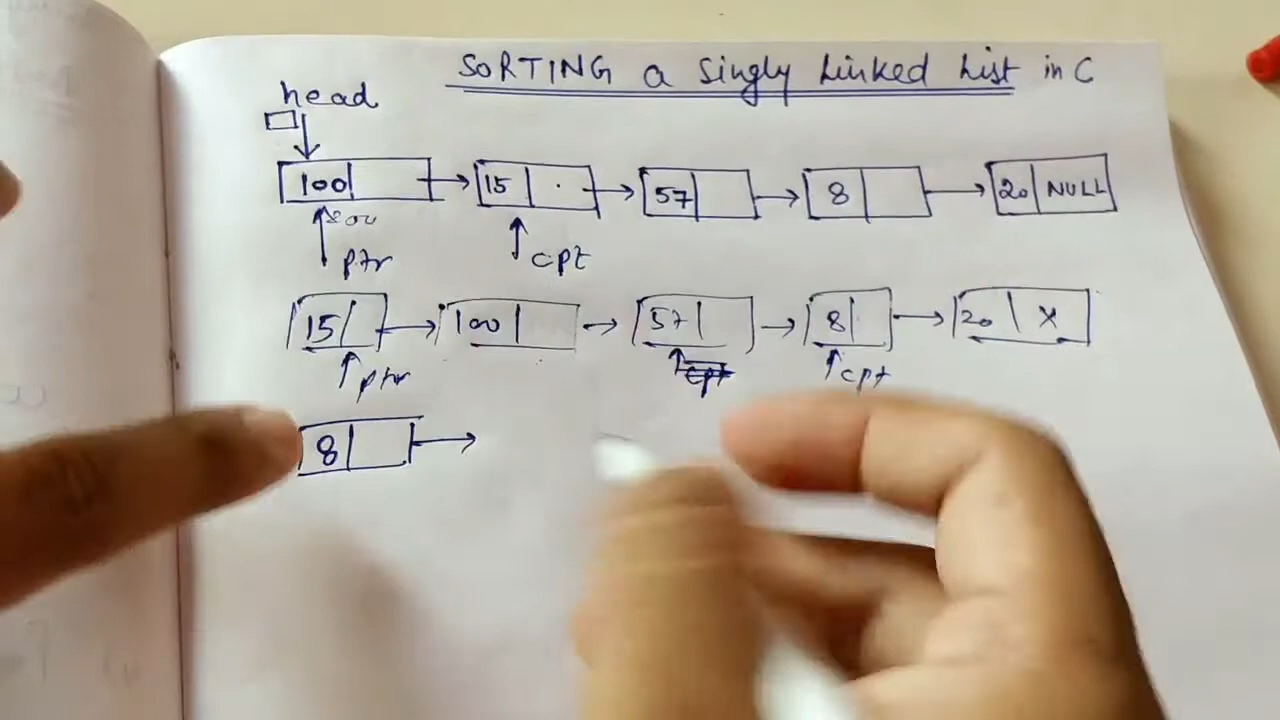 SORTING a Singly Linked List in C
head
100 15 57 8 20 NULL
ptr cpt
15 100 57 8 20 X
ptr cpt cpt
8